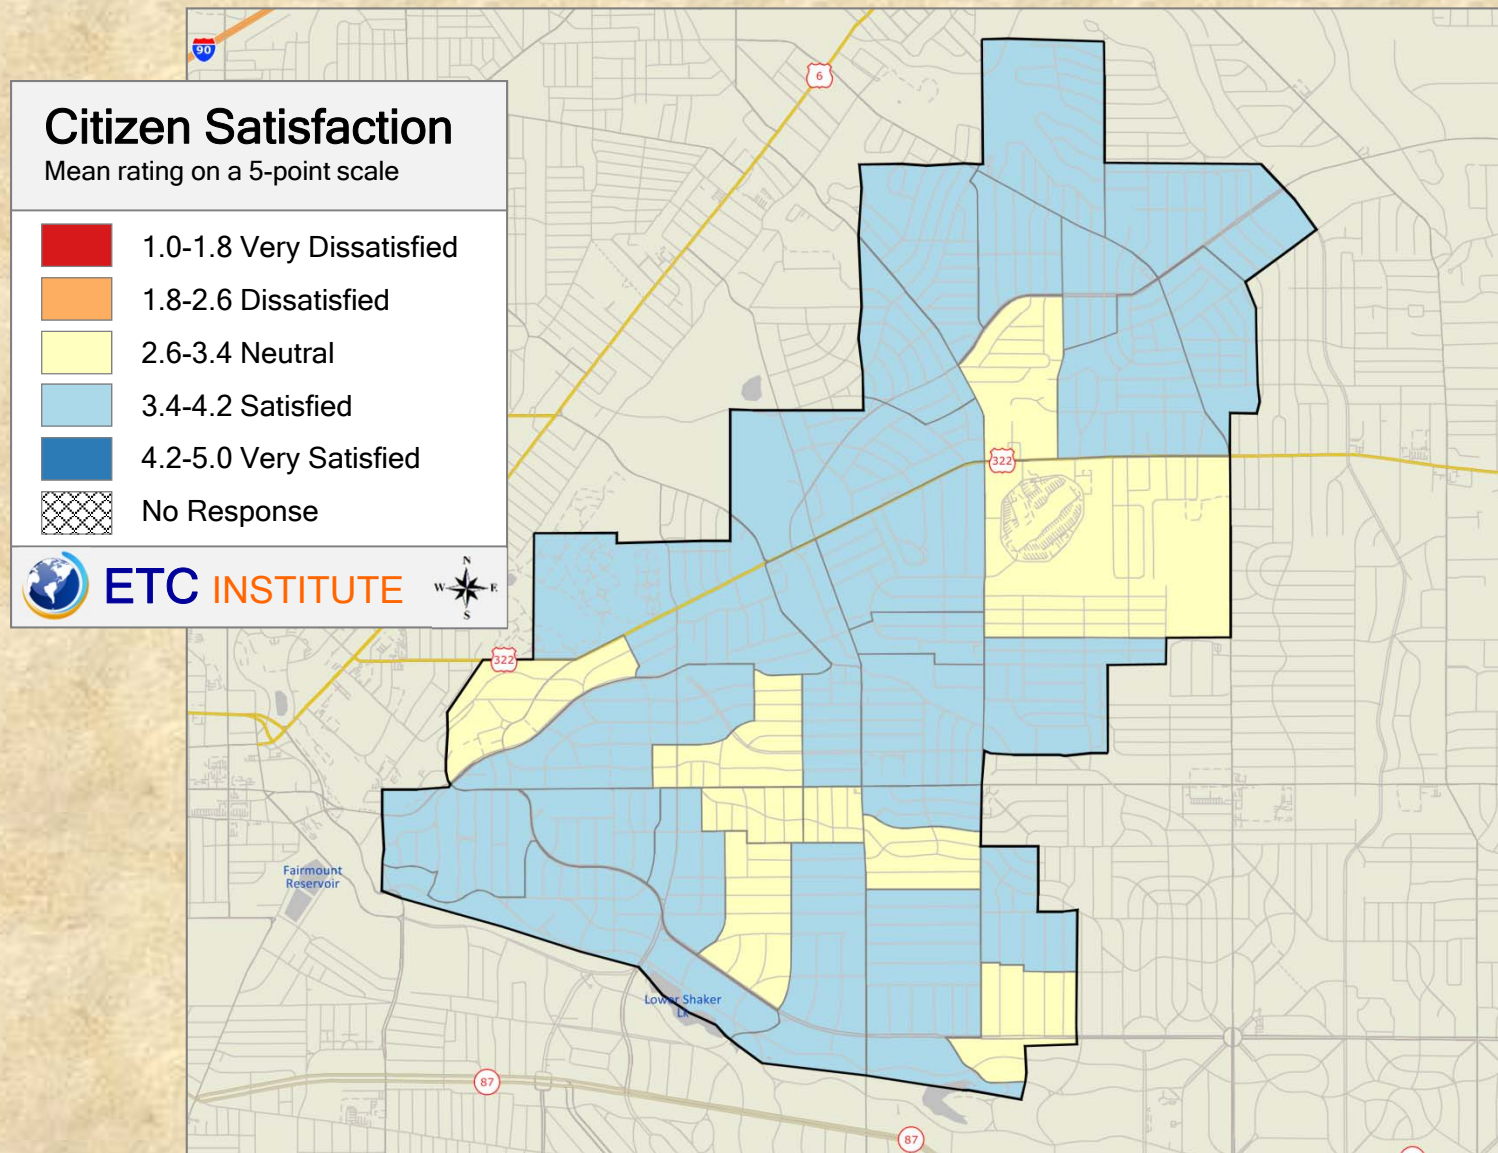 90
6
Citizen Satisfaction
Mean rating on a 5-point scale
1.0-1.8 Very Dissatisfied
1.8-2.6 Dissatisfied
2.6-3.4 Neutral
3.4-4.2 Satisfied
4.2-5.0 Very Satisfied
No Response
ETC INSTITUTE
N
W
E
S
322
322
Fairmount
Reservoir
Lower Shaker
Lk
87
87